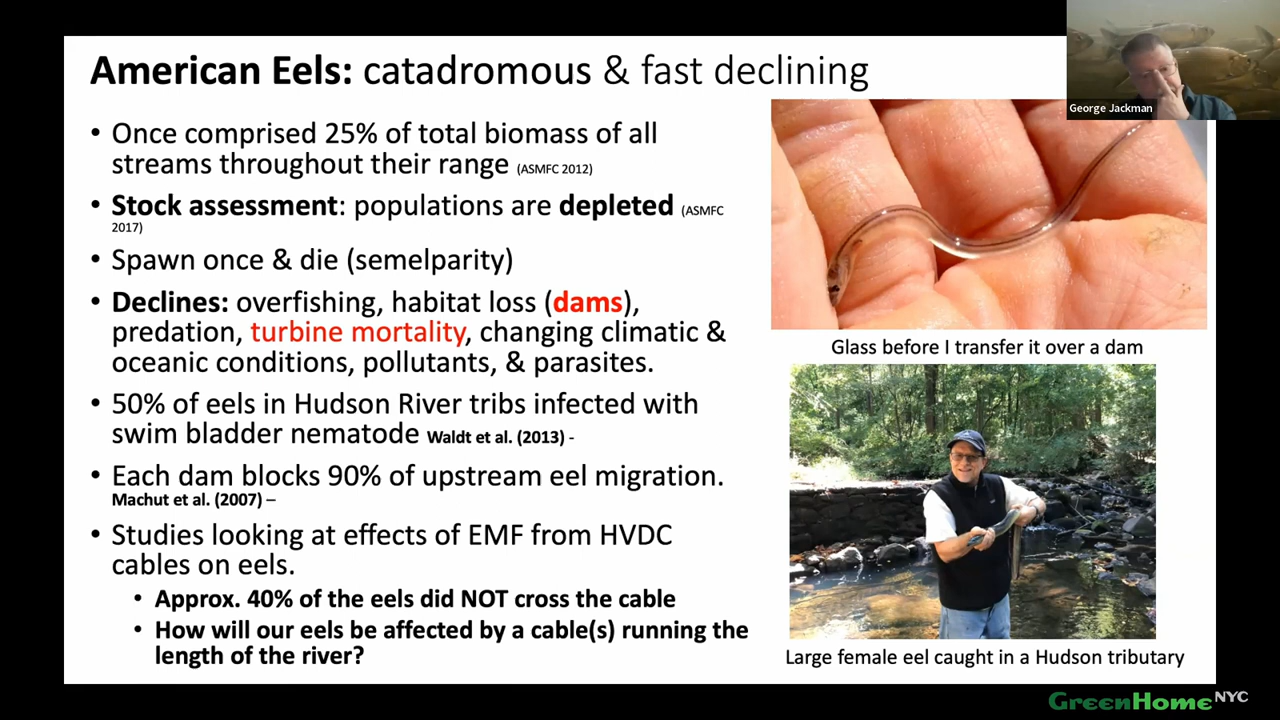 American Eels: catadromous & fast declining
George Jackman
• Once comprised 25% of total biomass of all
streams throughout their range (ASMFC 2012)
• Stock assessment: populations are depleted (ASMFC
2017)
• Spawn once & die (semelparity)
• Declines: overfishing, habitat loss (dams),
predation, turbine mortality, changing climatic &
oceanic conditions, pollutants, & parasites.
• 50% of eels in Hudson River tribs infected with
swim bladder nematode Waldt et al. (2013) -
• Each dam blocks 90% of upstream eel migration.
Machut et al. (2007) –
• Studies looking at effects of EMF from HVDC
cables on eels.
• Approx. 40% of the eels did NOT cross the cable
• How will our eels be affected by a cable(s) running the
length of the river?
Glass before I transfer it over a dam
Large female eel caught in a Hudson tributary
GreenHomeNYC